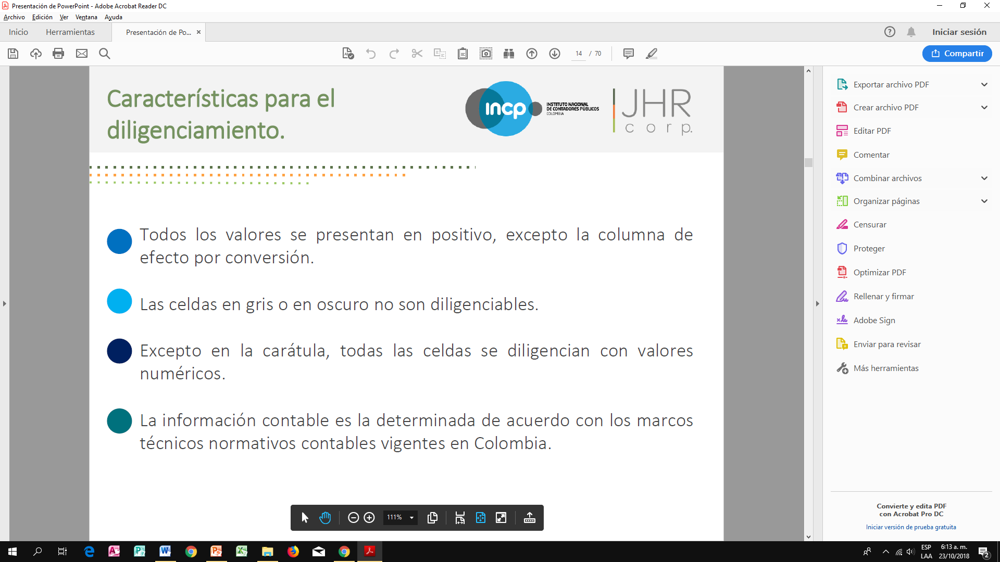 Presentación de PowerPoint - Adobe Acrobat Reader DC
Archivo Edición Ver Ventana Ayuda
Inicio Herramientas Presentación de Po... × Iniciar sesión
14 / 70 Compartir
Características para el
diligenciamiento.
incp
INSTITUTO NACIONAL
DE CONTADORES PÚBLICOS
COLOMBIA
JHR
corp.
Todos los valores se presentan en positivo, excepto la columna de
efecto por conversión.
Las celdas en gris o en oscuro no son diligenciables.
Excepto en la carátula, todas las celdas se diligencian con valores
numéricos.
La información contable es la determinada de acuerdo con los marcos
técnicos normativos contables vigentes en Colombia.
111%
Exportar archivo PDF
Crear archivo PDF
Editar PDF
Comentar
Combinar archivos
Organizar páginas
Censurar
Proteger
Optimizar PDF
Rellenar y firmar
Adobe Sign
Enviar para revisar
Más herramientas
Convierte y edita PDF
con Acrobat Pro DC
Iniciar versión de prueba gratuita
ESP
LAA
6:13 a. m.
23/10/2018
2